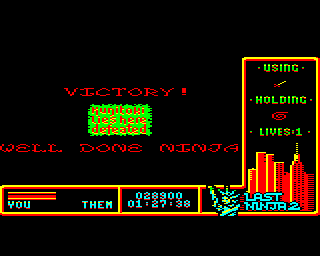 VICTORY!
kunitoki
lies here
defeated
WELL DONE NINJA
USING
HOLDING
LIVES:1
YOU THEM
028900
01:27:38
LAST
NINJA 2